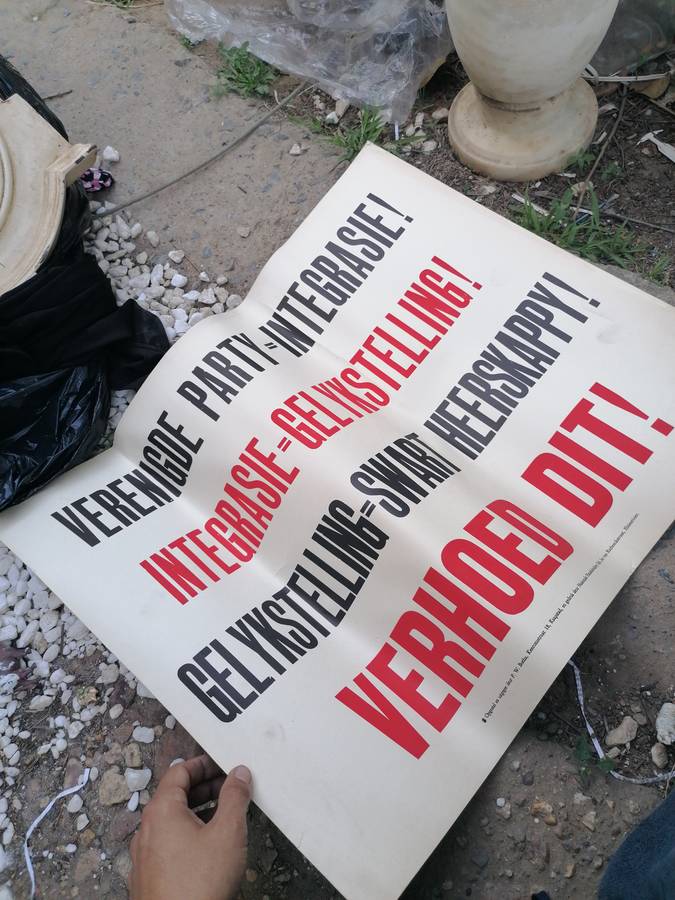 VERENIGDE PARTY=INTEGRASIE!
INTEGRASIE=GELYKSTELLING!
GELYKSTELLING=SWART HEERSKAPPY!
VERHOED DIT!